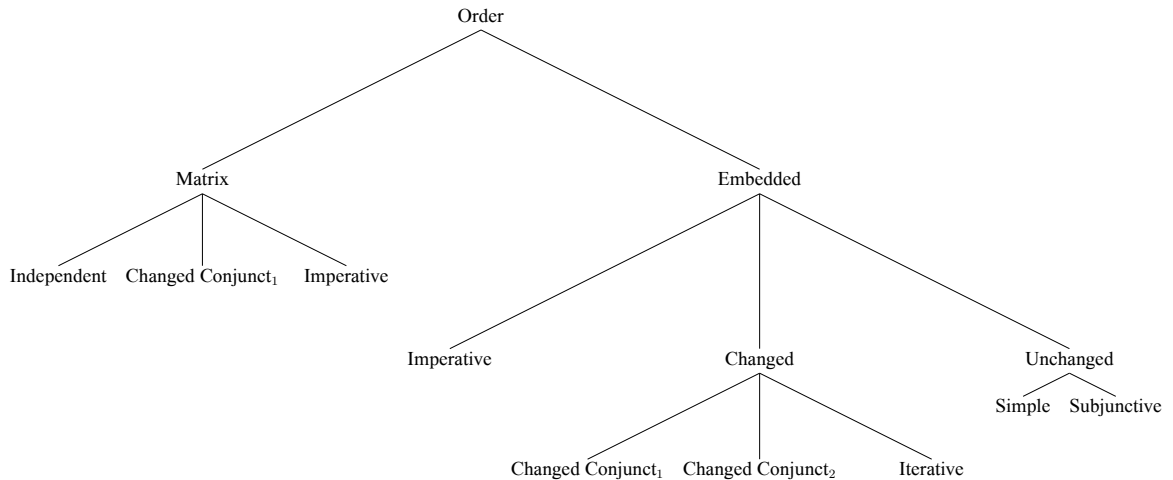 Order
Matrix Embedded
Independent Changed Conjunct₁ Imperative
Imperative Changed Unchanged
Simple Subjunctive
Changed Conjunct₁ Changed Conjunct₂ Iterative